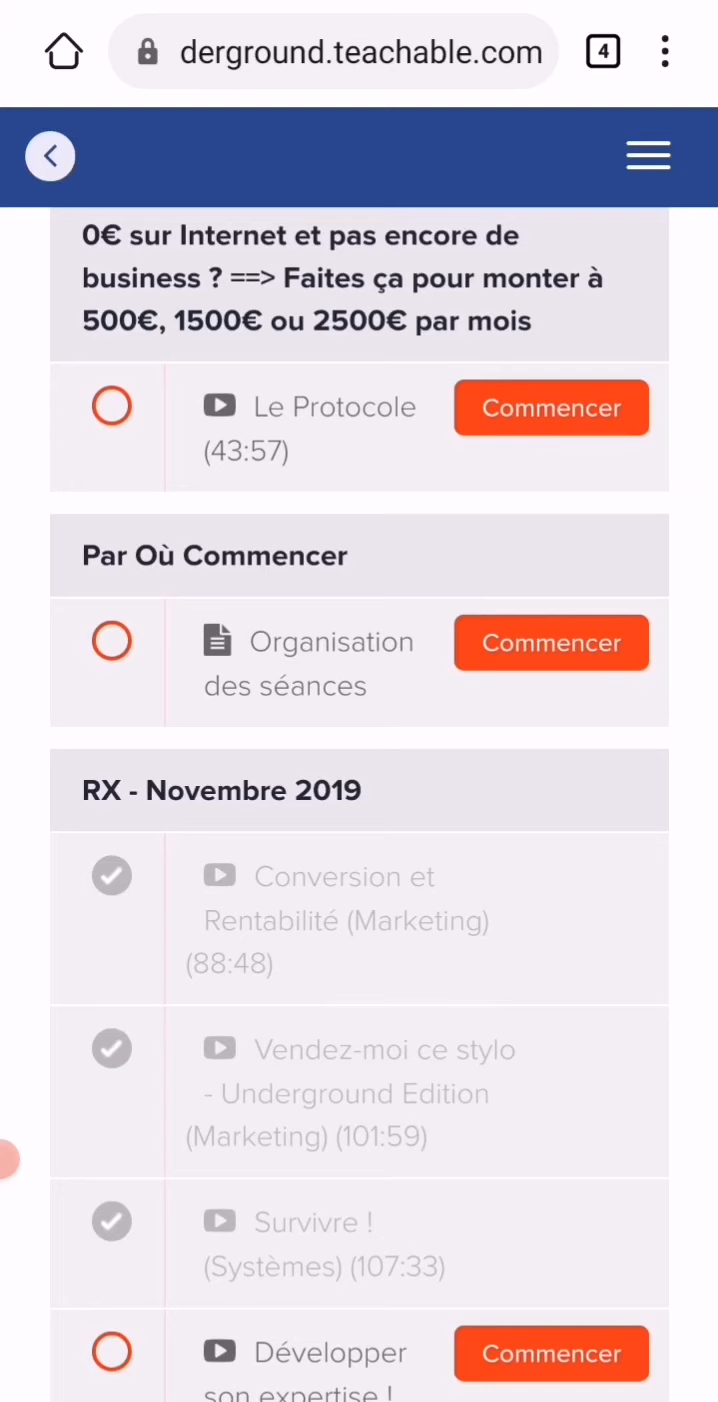 derground.teachable.com
4
0€ sur Internet et pas encore de
business ? ==> Faites ça pour monter à
500€, 1500€ ou 2500€ par mois
Le Protocole
(43:57)
Commencer
Par Où Commencer
Organisation
des séances
Commencer
RX - Novembre 2019
Conversion et
Rentabilité (Marketing)
(88:48)
Vendez-moi ce stylo
- Underground Edition
(Marketing) (101:59)
Survivre !
(Systèmes) (107:33)
Développer
son expertise !
Commencer